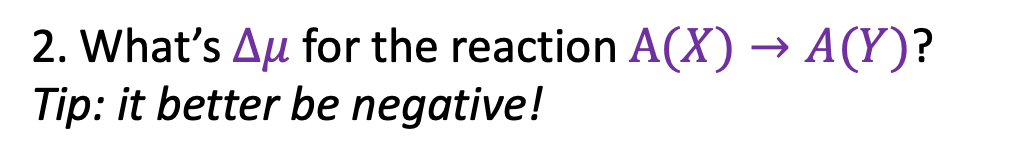 2. What’s Δμ for the reaction A(X) → A(Y)?
Tip: it better be negative!